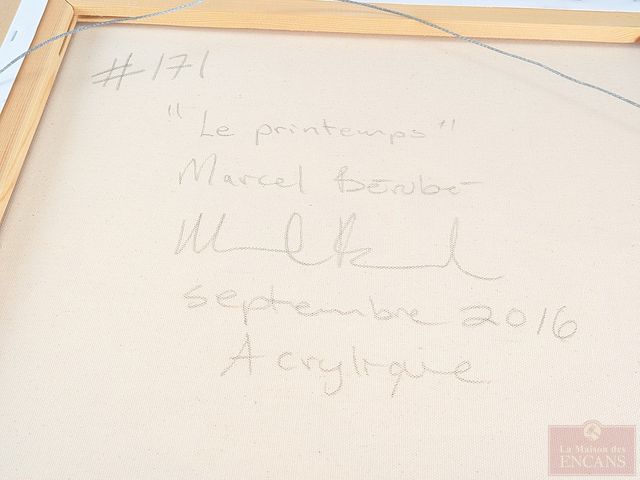 #171
"Le printemps"
Marcel Bérubé
septembre 2016
Acrylique
La Maison des
ENCANS